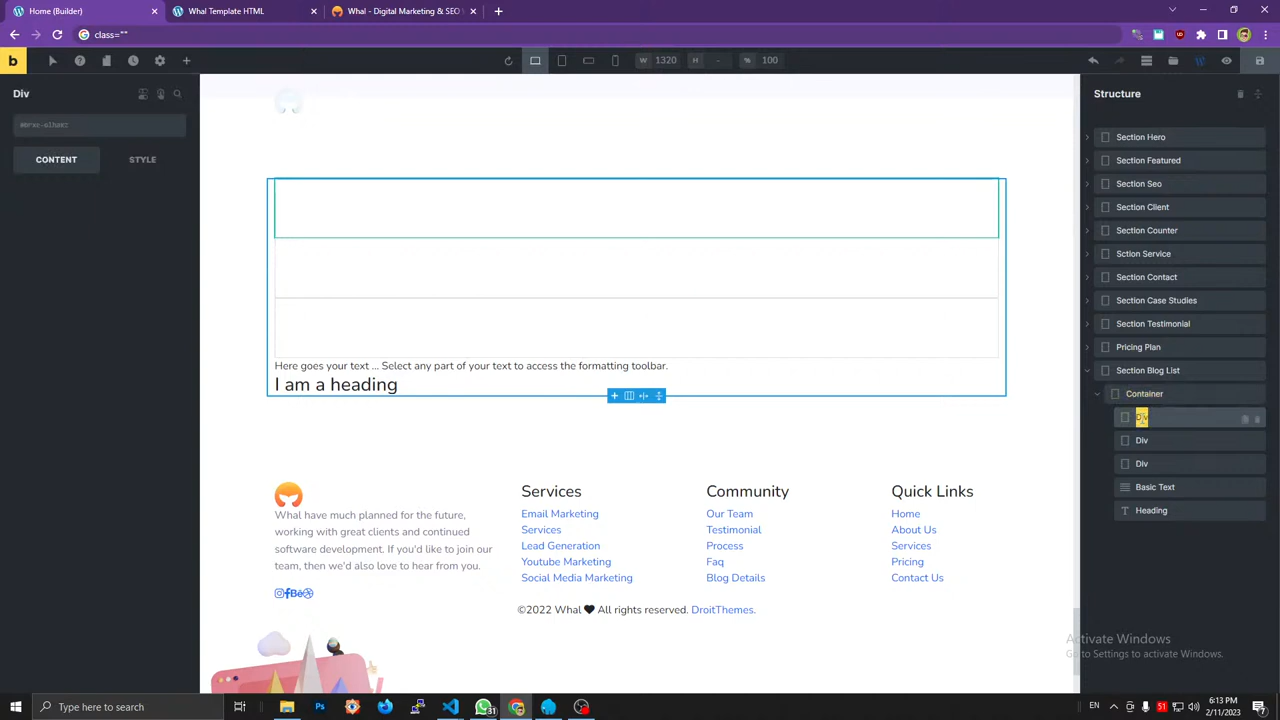 Home (Builder)
Whal Template HTML
Whal - Digital Marketing & SEO
class=""
b
W 1320 H - % 100
Div
CONTENT
STYLE
Structure
Section Hero
Section Featured
Section Seo
Section Client
Section Counter
Sction Service
Section Contact
Section Case Studies
Section Testimonial
Pricing Plan
Section Blog List
Container
Div
Div
Div
Basic Text
Heading
Here goes your text ... Select any part of your text to access the formatting toolbar.
I am a heading
Whal have much planned for the future,
working with great clients and continued
software development. If you'd like to join our
team, then we'd also love to hear from you.
Services
Email Marketing
Services
Lead Generation
Youtube Marketing
Social Media Marketing
Community
Our Team
Testimonial
Process
Faq
Blog Details
Quick Links
Home
About Us
Services
Pricing
Contact Us
©2022 Whal All rights reserved. DroitThemes.
Activate Windows
Go to Settings to activate Windows.
Type here to search
31
EN
51
6:13 PM
2/11/2023